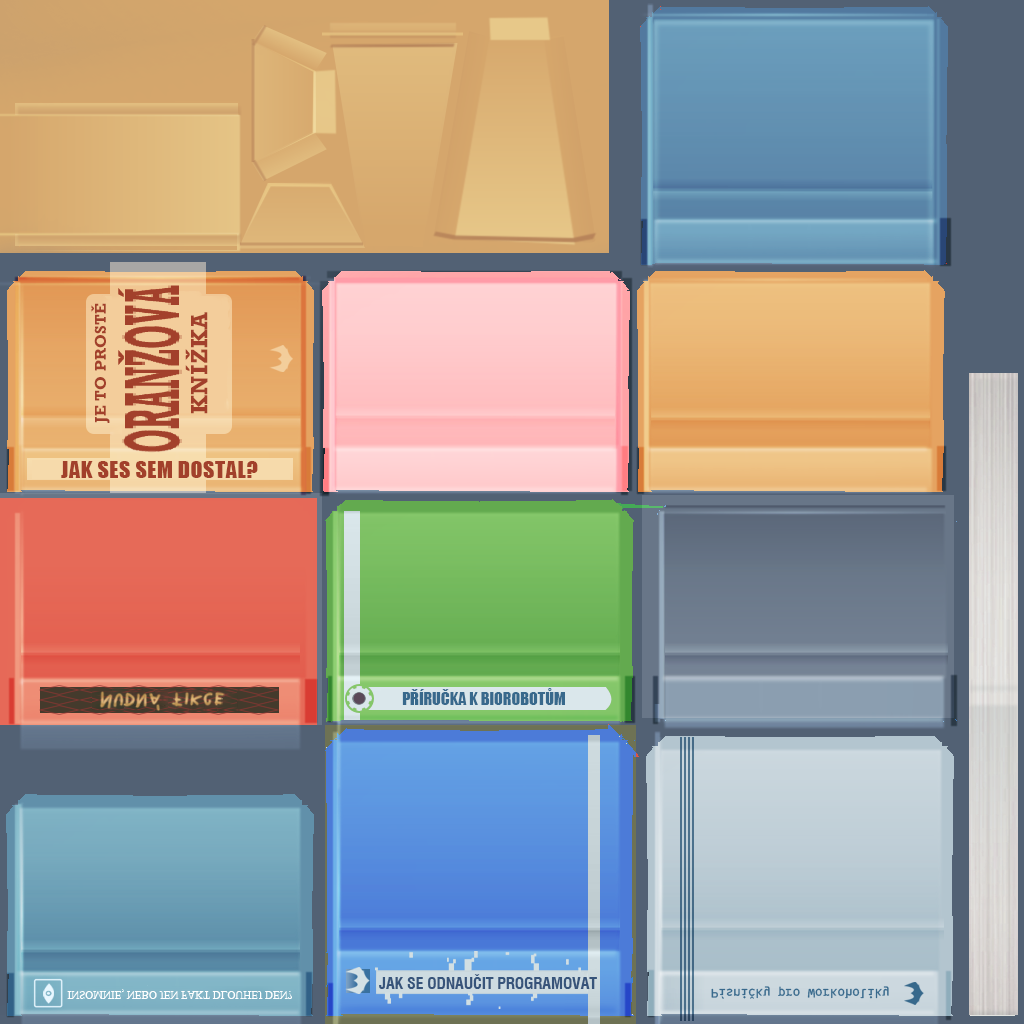 JE TO PROSTĚ
ORANŽOVÁ
KNÍŽKA
JAK SES SEM DOSTAL?
NUDNÁ FIKCE
PŘÍRUČKA K BIOROBOTŮM
INSOMNIE, NEBO JEN FAKT DLOUHEJ DEN?
JAK SE ODNAUČIT PROGRAMOVAT
Písničky pro Workoholiky